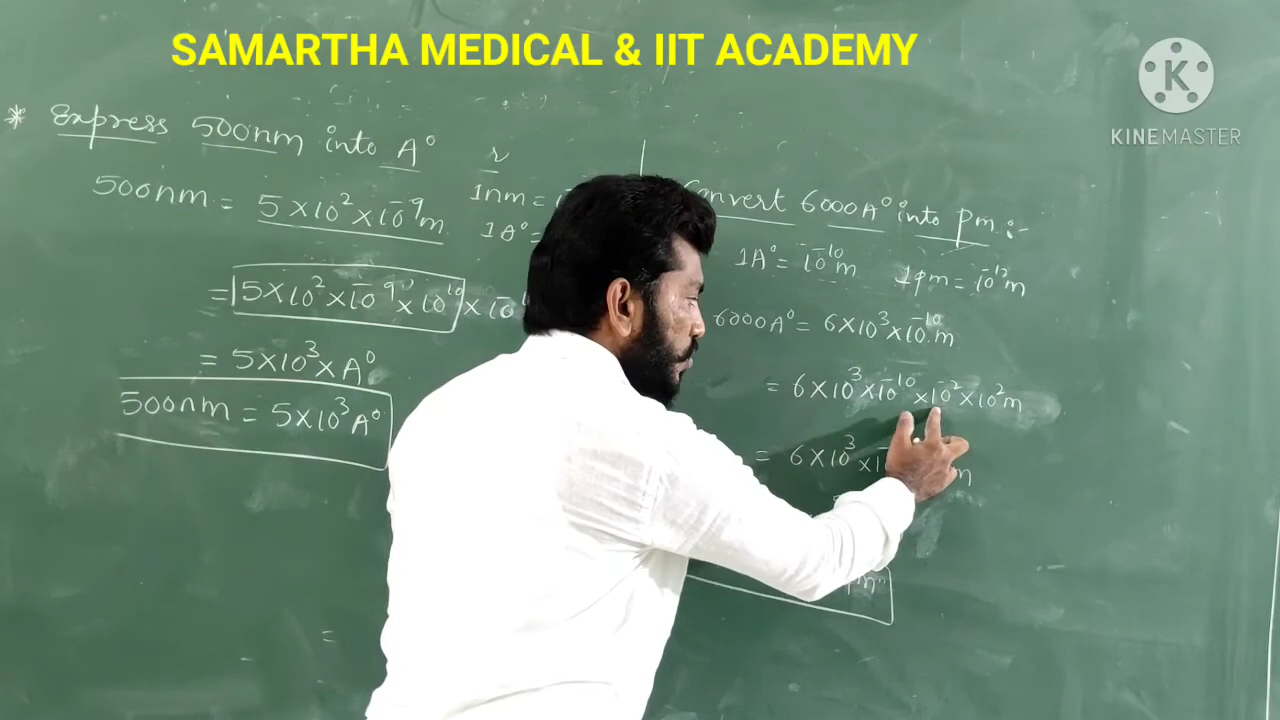 SAMARTHA MEDICAL & IIT ACADEMY
K
KINEMASTER
* Express 500nm into A°
500nm = 5×10²×10⁻⁹m
1nm =
1A° =
= 5×10²×10⁻⁹×10¹⁰×10
= 5×10³×A°
500nm = 5×10³A°
=
Convert 6000A° into pm :-
1A° = 10⁻¹⁰m 1pm = 10⁻¹²m
6000A° = 6×10³×10⁻¹⁰m
= 6×10³×10⁻¹⁰×10⁻²×10²m
= 6×10³×1 m
pm